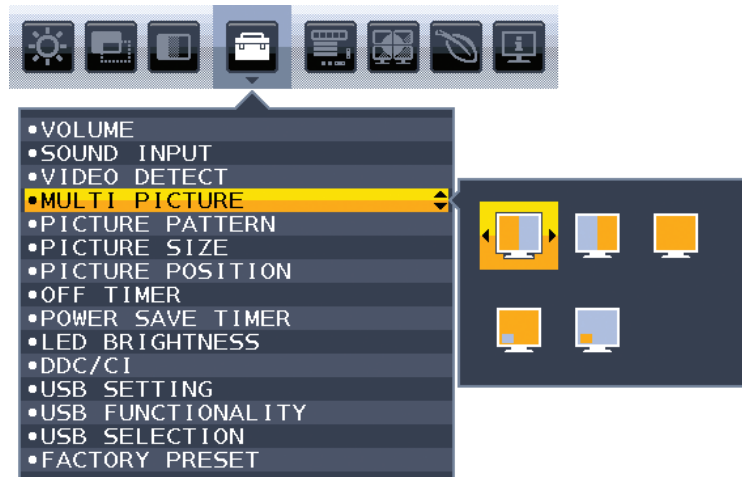 •VOLUME
•SOUND INPUT
•VIDEO DETECT
•MULTI PICTURE
•PICTURE PATTERN
•PICTURE SIZE
•PICTURE POSITION
•OFF TIMER
•POWER SAVE TIMER
•LED BRIGHTNESS
•DDC/CI
•USB SETTING
•USB FUNCTIONALITY
•USB SELECTION
•FACTORY PRESET